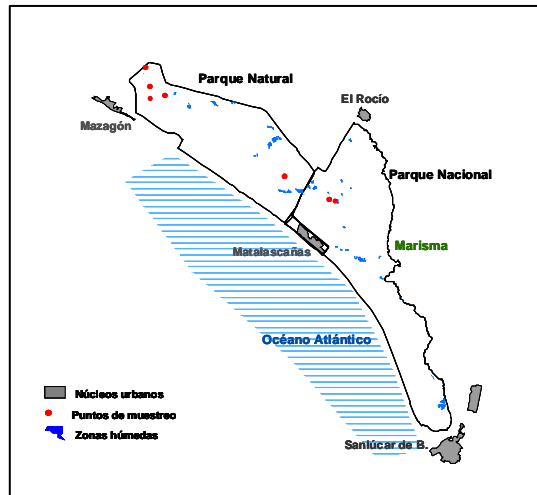 Parque Natural
El Rocío
Mazagón
Parque Nacional
Marisma
Matalascañas
Océano Atlántico
Núcleos urbanos
Puntos de muestreo
Zonas húmedas
Sanlúcar de B.